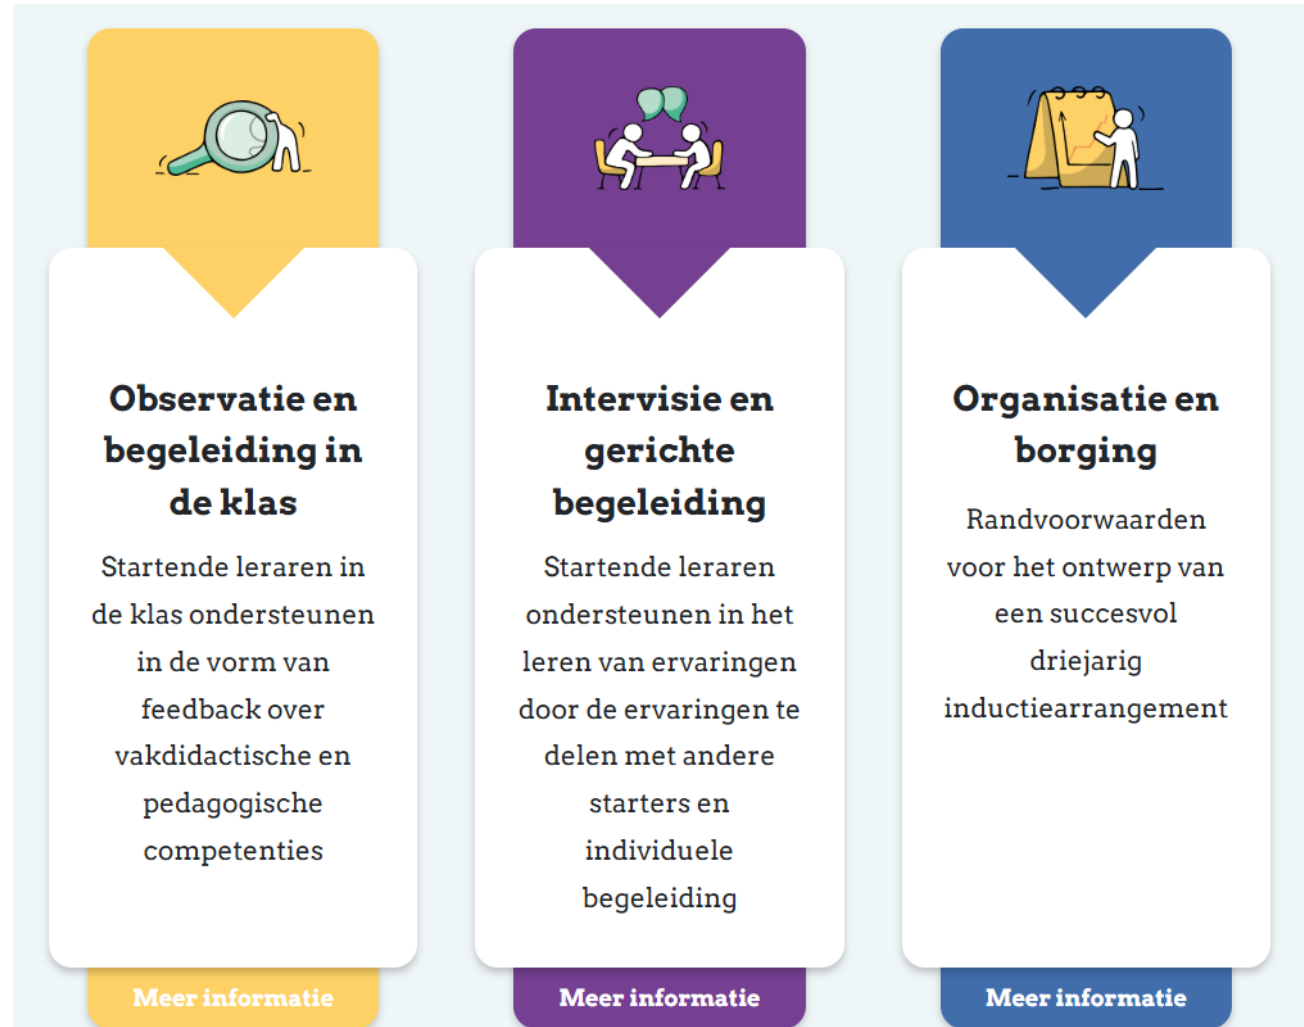 Observatie en
begeleiding in
de klas
Startende leraren in
de klas ondersteunen
in de vorm van
feedback over
vakdidactische en
pedagogische
competenties
Meer informatie
Intervisie en
gerichte
begeleiding
Startende leraren
ondersteunen in het
leren van ervaringen
door de ervaringen te
delen met andere
starters en
individuele
begeleiding
Meer informatie
Organisatie en
borging
Randvoorwaarden
voor het ontwerp van
een succesvol
driejarig
inductiearrangement
Meer informatie